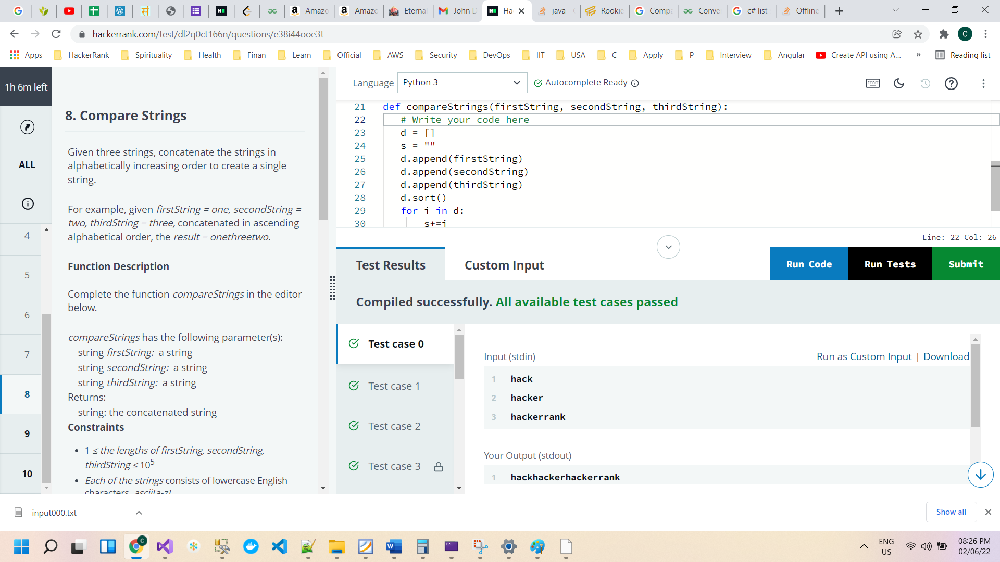 Amazo
Amazo
Eternal
John D
Ha
java -
Rookie
Compa
Conver
c# list
Offline
hackerrank.com/test/dl2q0ct166n/questions/e38i44ooe3t
C
Apps
HackerRank
Spirituality
Health
Finan
Learn
Official
AWS
Security
DevOps
IIT
USA
C
Apply
P
Interview
Angular
Create API using A...
»
Reading list
1h 6m left
ALL
4
5
6
7
8
9
10
8. Compare Strings
Given three strings, concatenate the strings in
alphabetically increasing order to create a single
string.
For example, given firstString = one, secondString =
two, thirdString = three, concatenated in ascending
alphabetical order, the result = onethreetwo.
Function Description
Complete the function compareStrings in the editor
below.
compareStrings has the following parameter(s):
string firstString: a string
string secondString: a string
string thirdString: a string
Returns:
string: the concatenated string
Constraints
• 1 ≤ the lengths of firstString, secondString,
thirdString ≤ 10⁵
• Each of the strings consists of lowercase English
characters, ascii[a-z]
Language Python 3 Autocomplete Ready
21 def compareStrings(firstString, secondString, thirdString):
22 # Write your code here
23 d = []
24 s = ""
25 d.append(firstString)
26 d.append(secondString)
27 d.append(thirdString)
28 d.sort()
29 for i in d:
30 s+=i
Line: 22 Col: 26
Test Results
Custom Input
Run Code
Run Tests
Submit
Compiled successfully. All available test cases passed
Test case 0
Test case 1
Test case 2
Test case 3
Input (stdin)
Run as Custom Input | Download
1 hack
2 hacker
3 hackerrank
Your Output (stdout)
1 hackhackerhackerrank
input000.txt
Show all
ENG
US
08:26 PM
02/06/22